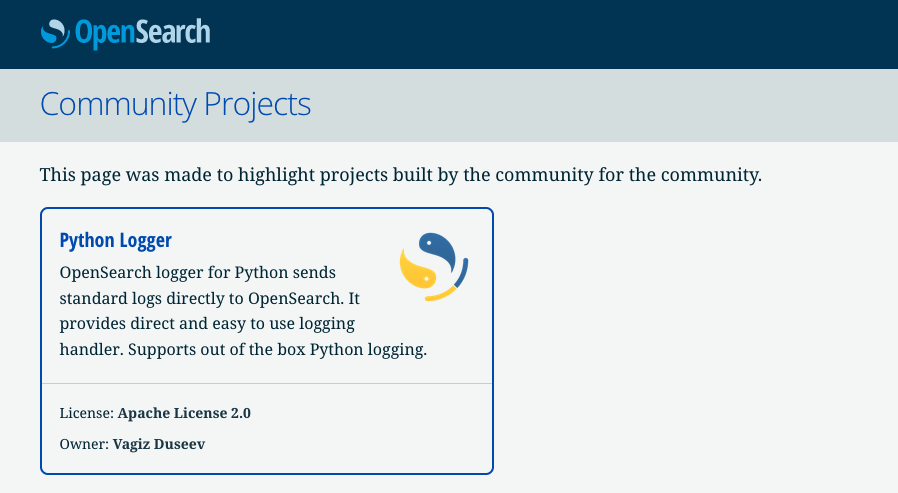 OpenSearch
Community Projects
This page was made to highlight projects built by the community for the community.
Python Logger
OpenSearch logger for Python sends
standard logs directly to OpenSearch. It
provides direct and easy to use logging
handler. Supports out of the box Python logging.
License: Apache License 2.0
Owner: Vagiz Duseev